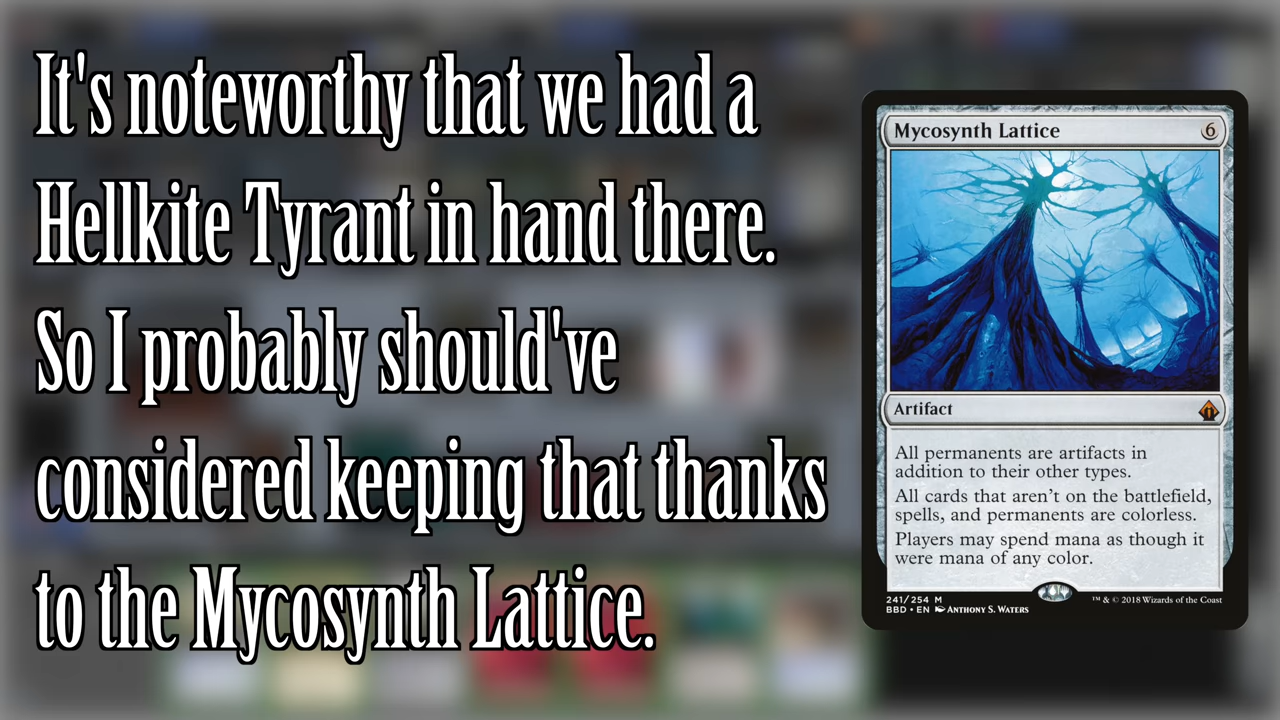 It's noteworthy that we had a
Hellkite Tyrant in hand there.
So I probably should've
considered keeping that thanks
to the Mycosynth Lattice.
Mycosynth Lattice 6
Artifact
All permanents are artifacts in
addition to their other types.
All cards that aren't on the battlefield,
spells, and permanents are colorless.
Players may spend mana as though it
were mana of any color.
241/254 M
BBD • EN Anthony S. Waters
™ & © 2018 Wizards of the Coast